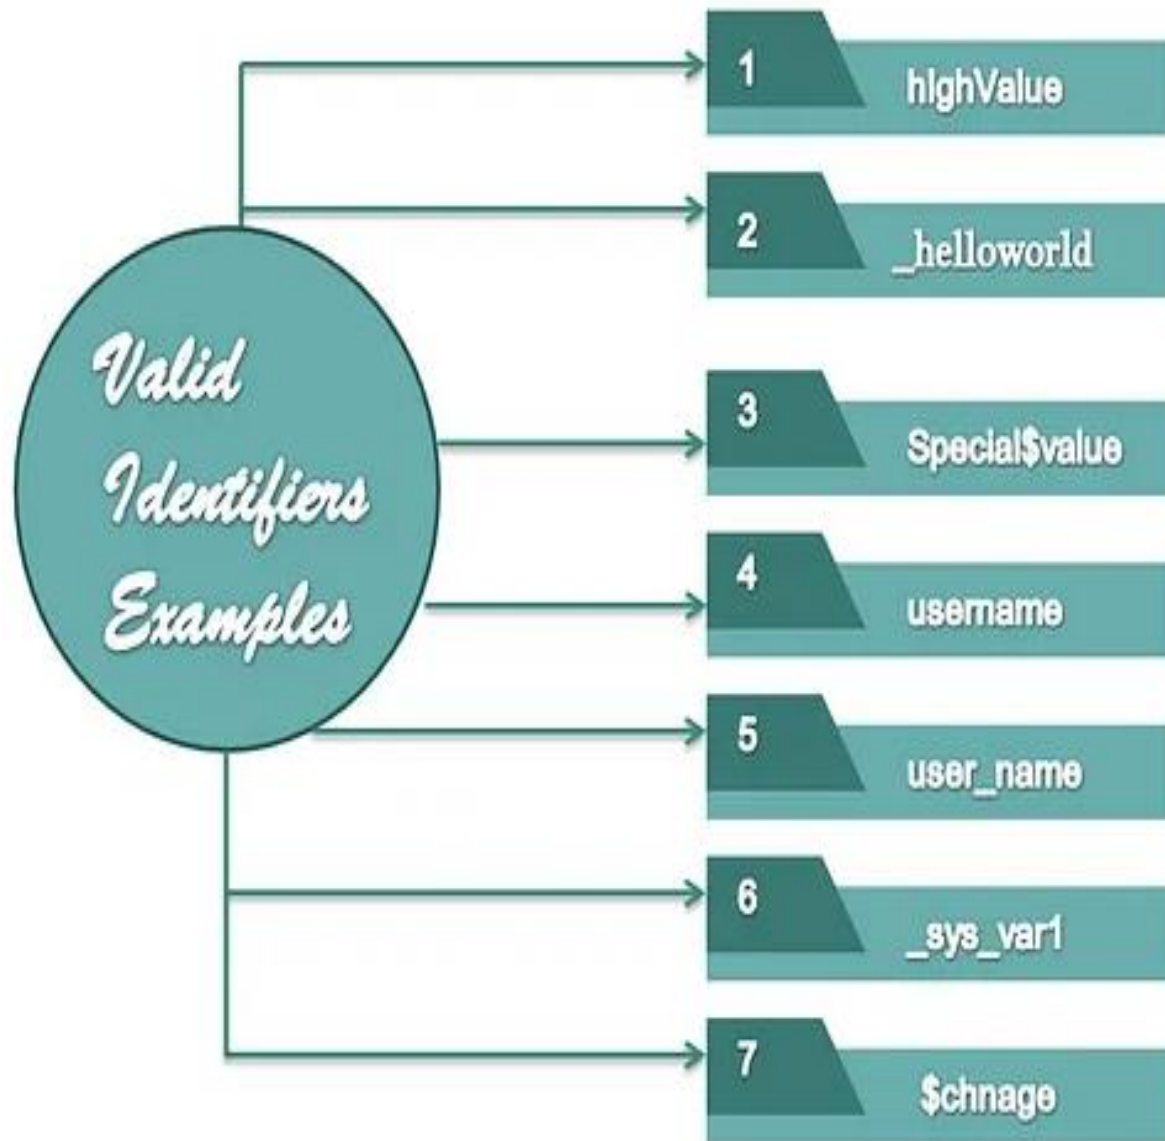 Valid
Identifiers
Examples
1
highValue
2
_helloworld
3
Special$value
4
username
5
user_name
6
_sys_var1
7
$chnage